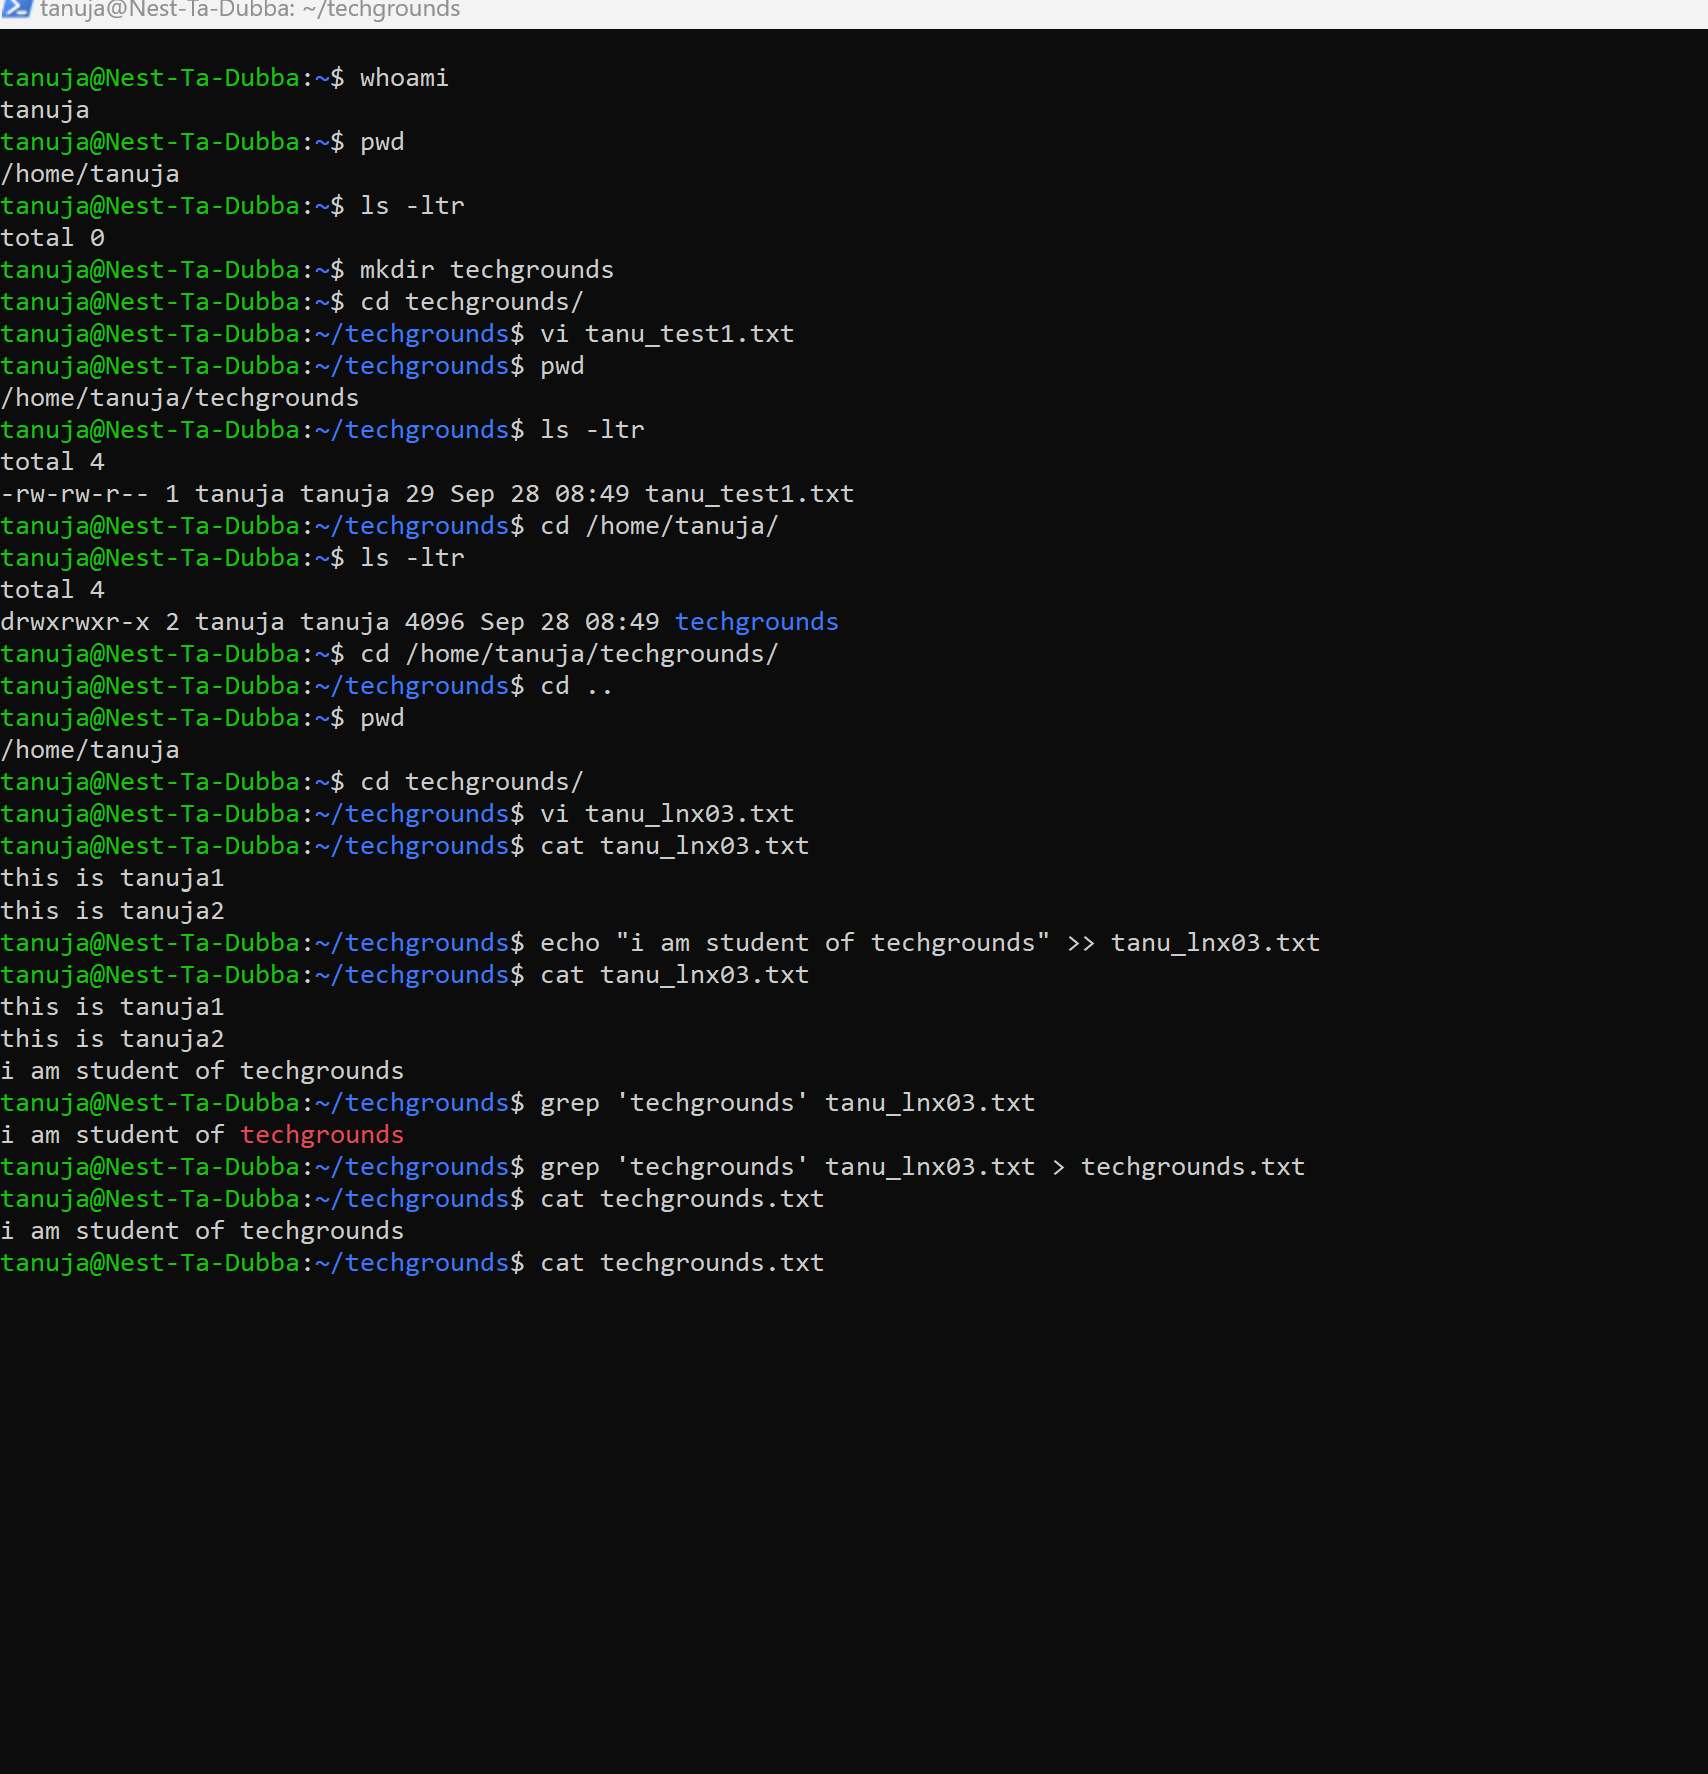 tanuja@Nest-Ta-Dubba: ~/techgrounds
tanuja@Nest-Ta-Dubba:~$ whoami
tanuja
tanuja@Nest-Ta-Dubba:~$ pwd
/home/tanuja
tanuja@Nest-Ta-Dubba:~$ ls -ltr
total 0
tanuja@Nest-Ta-Dubba:~$ mkdir techgrounds
tanuja@Nest-Ta-Dubba:~$ cd techgrounds/
tanuja@Nest-Ta-Dubba:~/techgrounds$ vi tanu_test1.txt
tanuja@Nest-Ta-Dubba:~/techgrounds$ pwd
/home/tanuja/techgrounds
tanuja@Nest-Ta-Dubba:~/techgrounds$ ls -ltr
total 4
-rw-rw-r-- 1 tanuja tanuja 29 Sep 28 08:49 tanu_test1.txt
tanuja@Nest-Ta-Dubba:~/techgrounds$ cd /home/tanuja/
tanuja@Nest-Ta-Dubba:~$ ls -ltr
total 4
drwxrwxr-x 2 tanuja tanuja 4096 Sep 28 08:49 techgrounds
tanuja@Nest-Ta-Dubba:~$ cd /home/tanuja/techgrounds/
tanuja@Nest-Ta-Dubba:~/techgrounds$ cd ..
tanuja@Nest-Ta-Dubba:~$ pwd
/home/tanuja
tanuja@Nest-Ta-Dubba:~$ cd techgrounds/
tanuja@Nest-Ta-Dubba:~/techgrounds$ vi tanu_lnx03.txt
tanuja@Nest-Ta-Dubba:~/techgrounds$ cat tanu_lnx03.txt
this is tanuja1
this is tanuja2
tanuja@Nest-Ta-Dubba:~/techgrounds$ echo "i am student of techgrounds" >> tanu_lnx03.txt
tanuja@Nest-Ta-Dubba:~/techgrounds$ cat tanu_lnx03.txt
this is tanuja1
this is tanuja2
i am student of techgrounds
tanuja@Nest-Ta-Dubba:~/techgrounds$ grep 'techgrounds' tanu_lnx03.txt
i am student of techgrounds
tanuja@Nest-Ta-Dubba:~/techgrounds$ grep 'techgrounds' tanu_lnx03.txt > techgrounds.txt
tanuja@Nest-Ta-Dubba:~/techgrounds$ cat techgrounds.txt
i am student of techgrounds
tanuja@Nest-Ta-Dubba:~/techgrounds$ cat techgrounds.txt